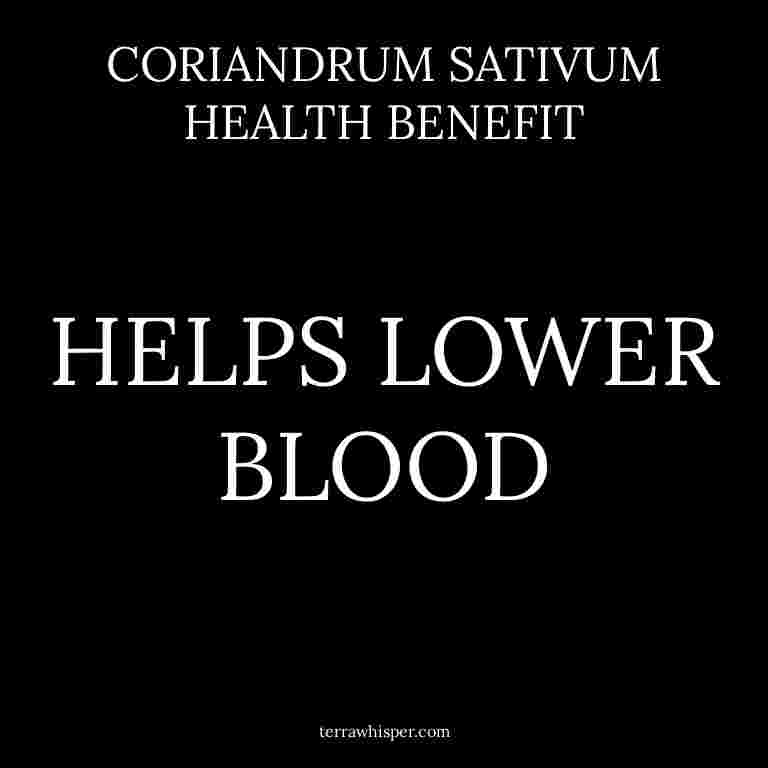 CORIANDRUM SATIVUM
HEALTH BENEFIT
HELPS LOWER
BLOOD
terrawhisper.com